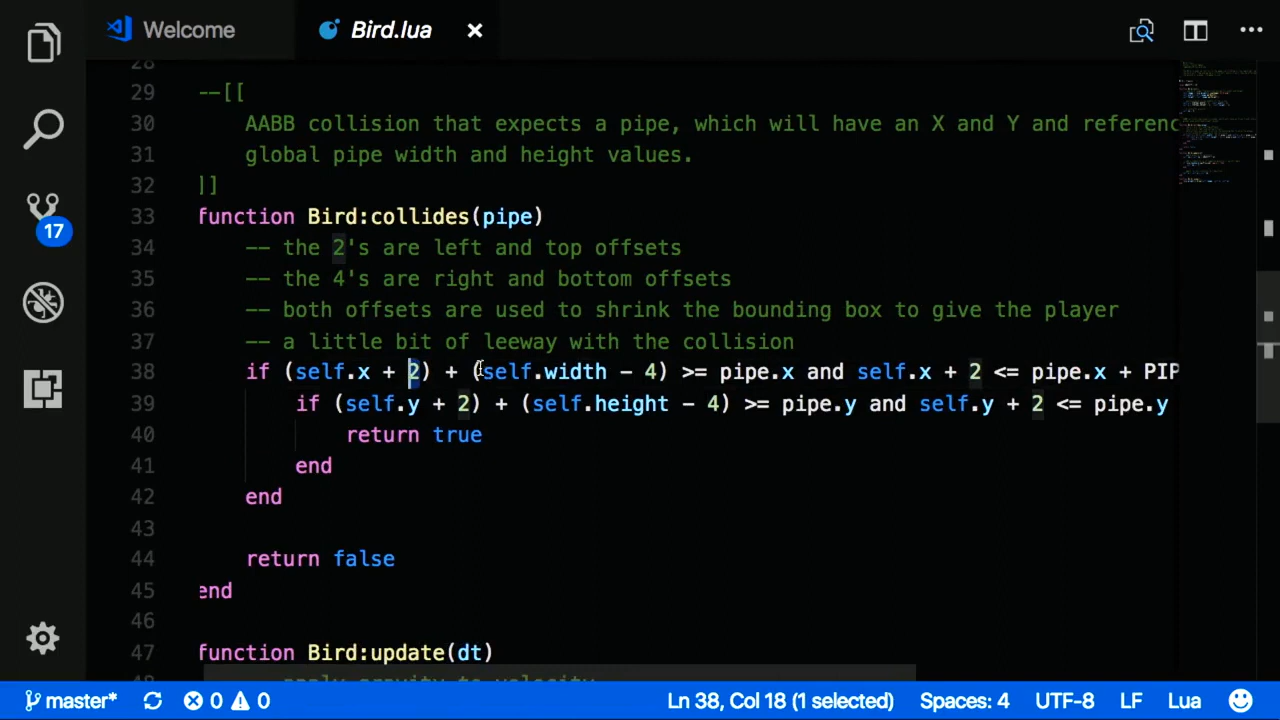 Welcome
Bird.lua
28
29 --[[
30 AABB collision that expects a pipe, which will have an X and Y and referenc
31 global pipe width and height values.
32 ]]
33 function Bird:collides(pipe)
34 -- the 2's are left and top offsets
35 -- the 4's are right and bottom offsets
36 -- both offsets are used to shrink the bounding box to give the player
37 -- a little bit of leeway with the collision
38 if (self.x + 2) + (self.width - 4) >= pipe.x and self.x + 2 <= pipe.x + PIP
39 if (self.y + 2) + (self.height - 4) >= pipe.y and self.y + 2 <= pipe.y
40 return true
41 end
42 end
43
44 return false
45 end
46
47 function Bird:update(dt)
17
master* 0 0 Ln 38, Col 18 (1 selected) Spaces: 4 UTF-8 LF Lua